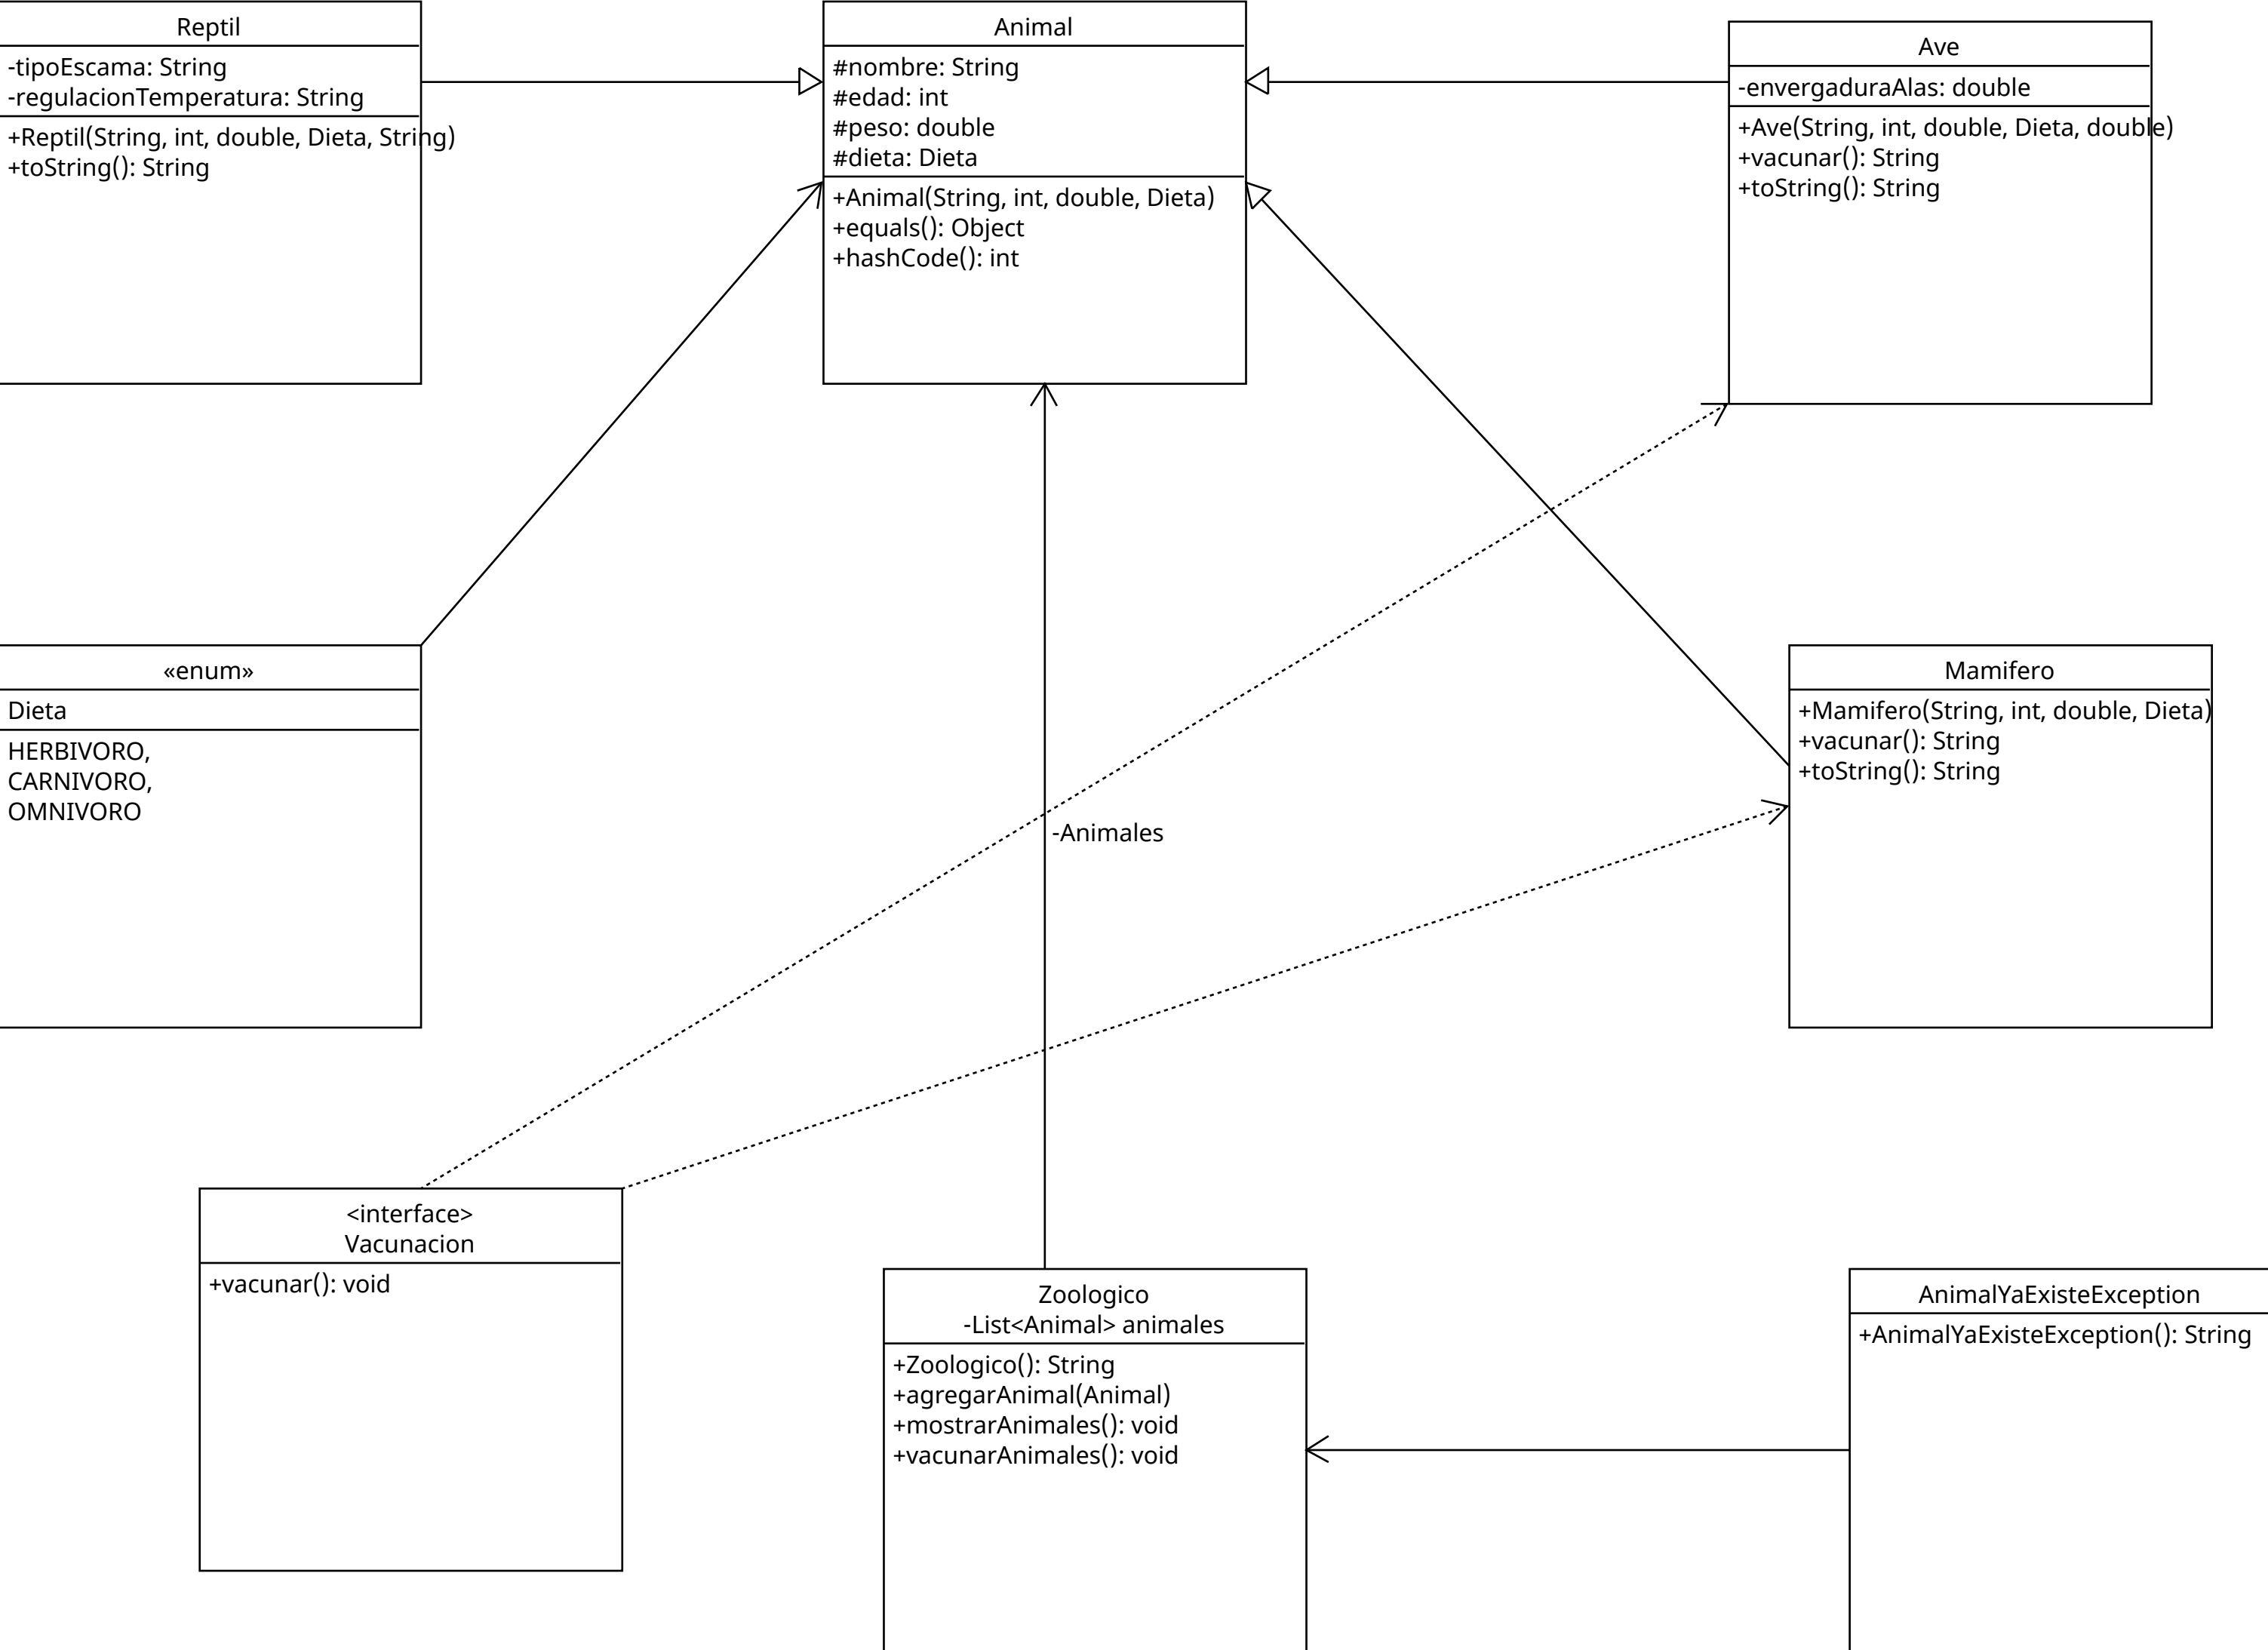 Reptil
-tipoEscama: String
-regulacionTemperatura: String
+Reptil(String, int, double, Dieta, String)
+toString(): String
Animal
#nombre: String
#edad: int
#peso: double
#dieta: Dieta
+Animal(String, int, double, Dieta)
+equals(): Object
+hashCode(): int
Ave
-envergaduraAlas: double
+Ave(String, int, double, Dieta, double)
+vacunar(): String
+toString(): String
«enum»
Dieta
HERBIVORO,
CARNIVORO,
OMNIVORO
-Animales
Mamifero
+Mamifero(String, int, double, Dieta)
+vacunar(): String
+toString(): String
<interface>
Vacunacion
+vacunar(): void
Zoologico
-List<Animal> animales
+Zoologico(): String
+agregarAnimal(Animal)
+mostrarAnimales(): void
+vacunarAnimales(): void
AnimalYaExisteException
+AnimalYaExisteException(): String